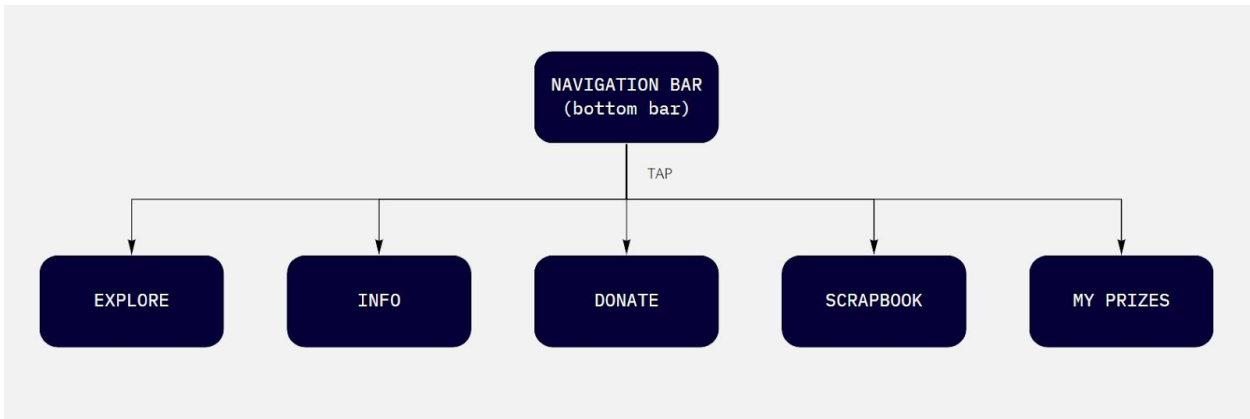 NAVIGATION BAR
(bottom bar)
TAP
EXPLORE
INFO
DONATE
SCRAPBOOK
MY PRIZES